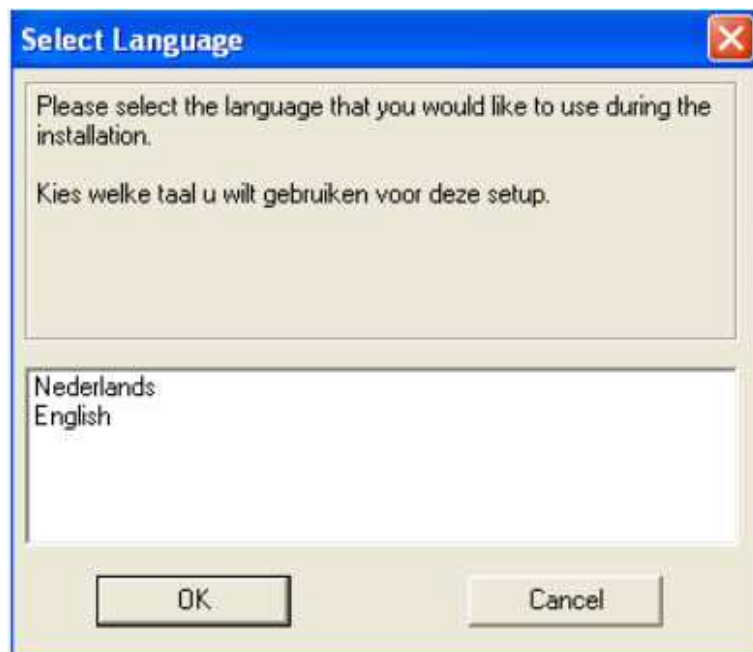 Select Language
Please select the language that you would like to use during the
installation.
Kies welke taal u wilt gebruiken voor deze setup.
Nederlands
English
OK
Cancel